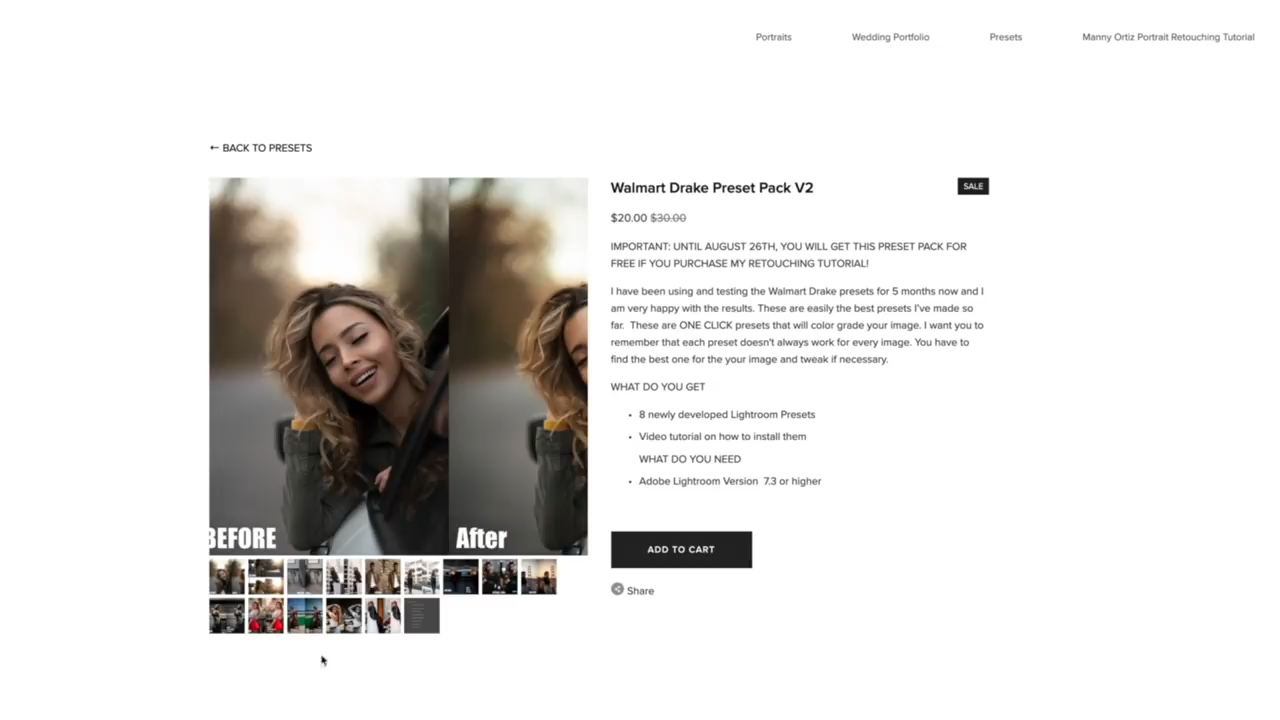 Portraits
Wedding Portfolio
Presets
Manny Ortiz Portrait Retouching Tutorial
← BACK TO PRESETS
Walmart Drake Preset Pack V2
SALE
$20.00 $30.00
IMPORTANT: UNTIL AUGUST 26TH, YOU WILL GET THIS PRESET PACK FOR
FREE IF YOU PURCHASE MY RETOUCHING TUTORIAL!
I have been using and testing the Walmart Drake presets for 5 months now and I
am very happy with the results. These are easily the best presets I've made so
far.  These are ONE CLICK presets that will color grade your image. I want you to
remember that each preset doesn't always work for every image. You have to
find the best one for the your image and tweak if necessary.
WHAT DO YOU GET
• 8 newly developed Lightroom Presets
• Video tutorial on how to install them
WHAT DO YOU NEED
• Adobe Lightroom Version  7.3 or higher
ADD TO CART
Share
BEFORE
After